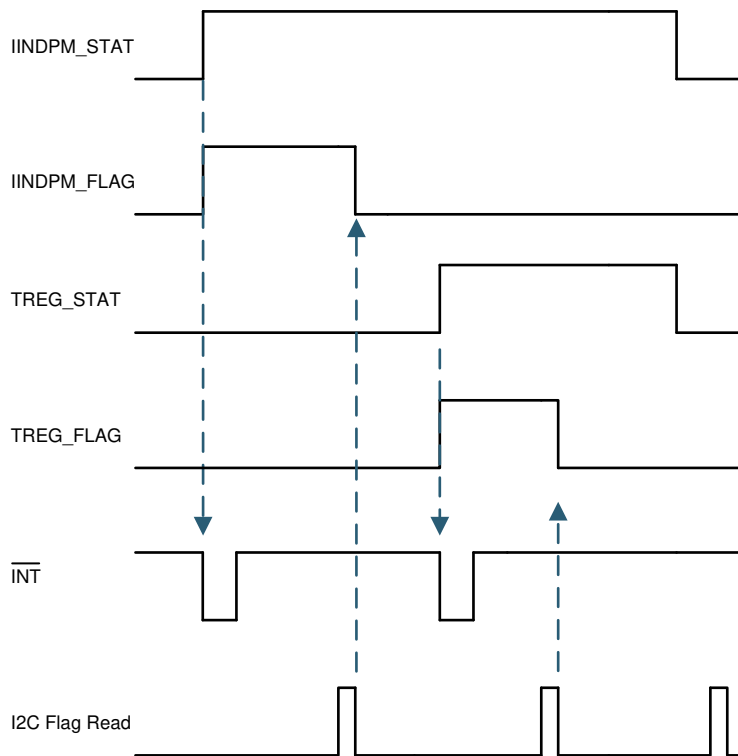 IINDPM_STAT
IINDPM_FLAG
TREG_STAT
TREG_FLAG
INT
I2C Flag Read